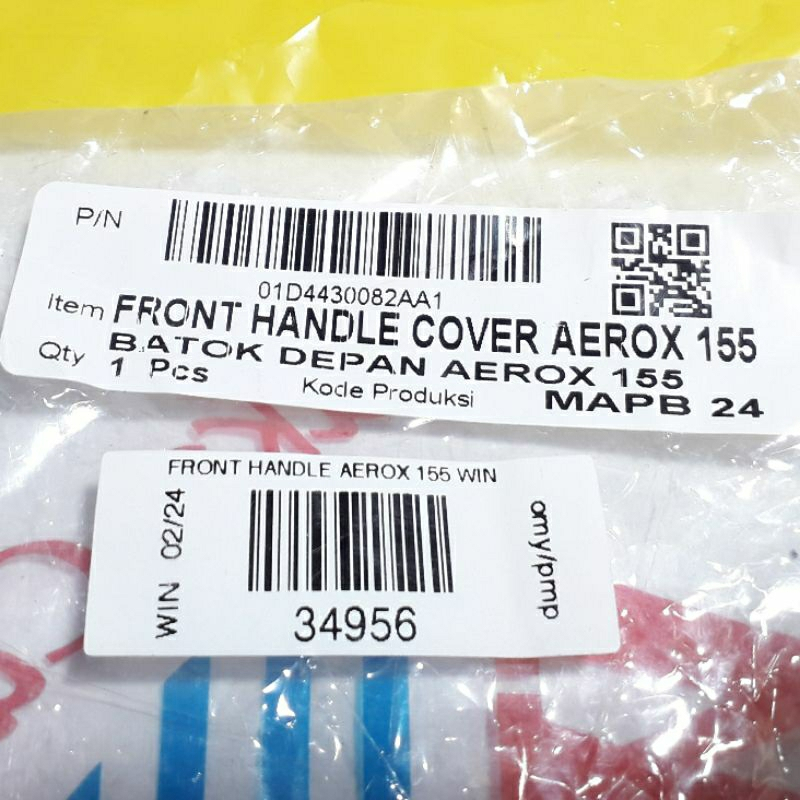 P/N
01D4430082AA1
Item FRONT HANDLE COVER AEROX 155
BATOK DEPAN AEROX 155
Qty 1 Pcs
Kode Produksi MAPB 24
FRONT HANDLE AEROX 155 WIN
WIN 02/24
34956
omy/pmp